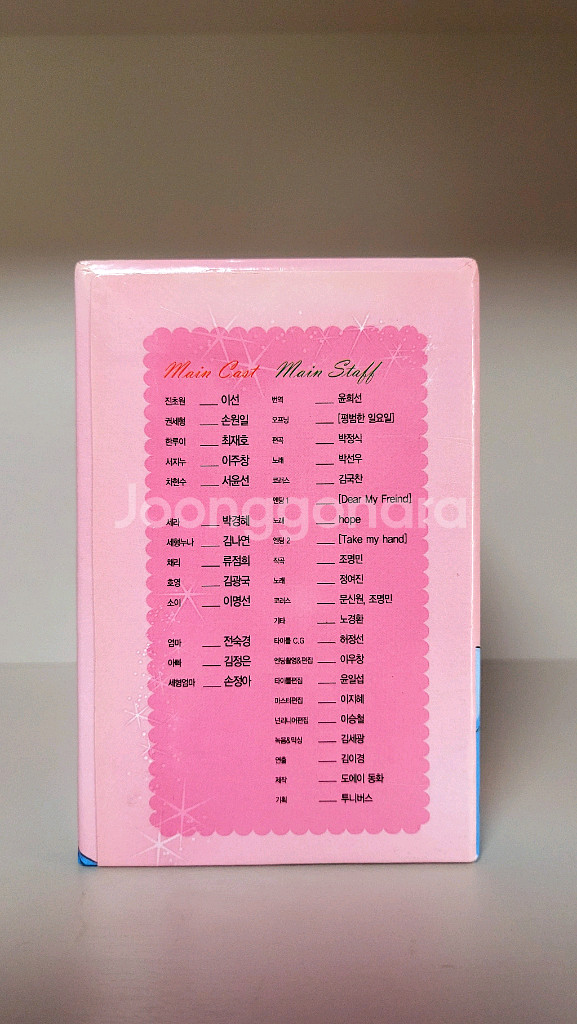 Main Cast
진초원 ___ 이선
권세형 ___ 손원일
한루이 ___ 최재호
서지누 ___ 이주창
차현수 ___ 서윤선
세리 ___ 박경혜
세형누나 ___ 김나연
채리 ___ 류점희
호영 ___ 김광국
소이 ___ 이명선
엄마 ___ 전숙경
아빠 ___ 김정은
세형엄마 ___ 손정아
Main Staff
번역 ___ 윤희선
오프닝 ___ [평범한 일요일]
편곡 ___ 박정식
노래 ___ 박선우
코러스 ___ 김국찬
엔딩 1 ___ [Dear My Freind]
노래 ___ hope
엔딩 2 ___ [Take my hand]
작곡 ___ 조명민
노래 ___ 정여진
코러스 ___ 문신원, 조명민
기타 ___ 노경환
타이틀 C.G ___ 허정선
엔딩촬영&편집 ___ 이우창
타이틀편집 ___ 윤일섭
마스터편집 ___ 이지혜
넌리니어편집 ___ 이승철
녹음&믹싱 ___ 김세광
연출 ___ 김이경
제작 ___ 도에이 동화
기획 ___ 투니버스
Joonggonara